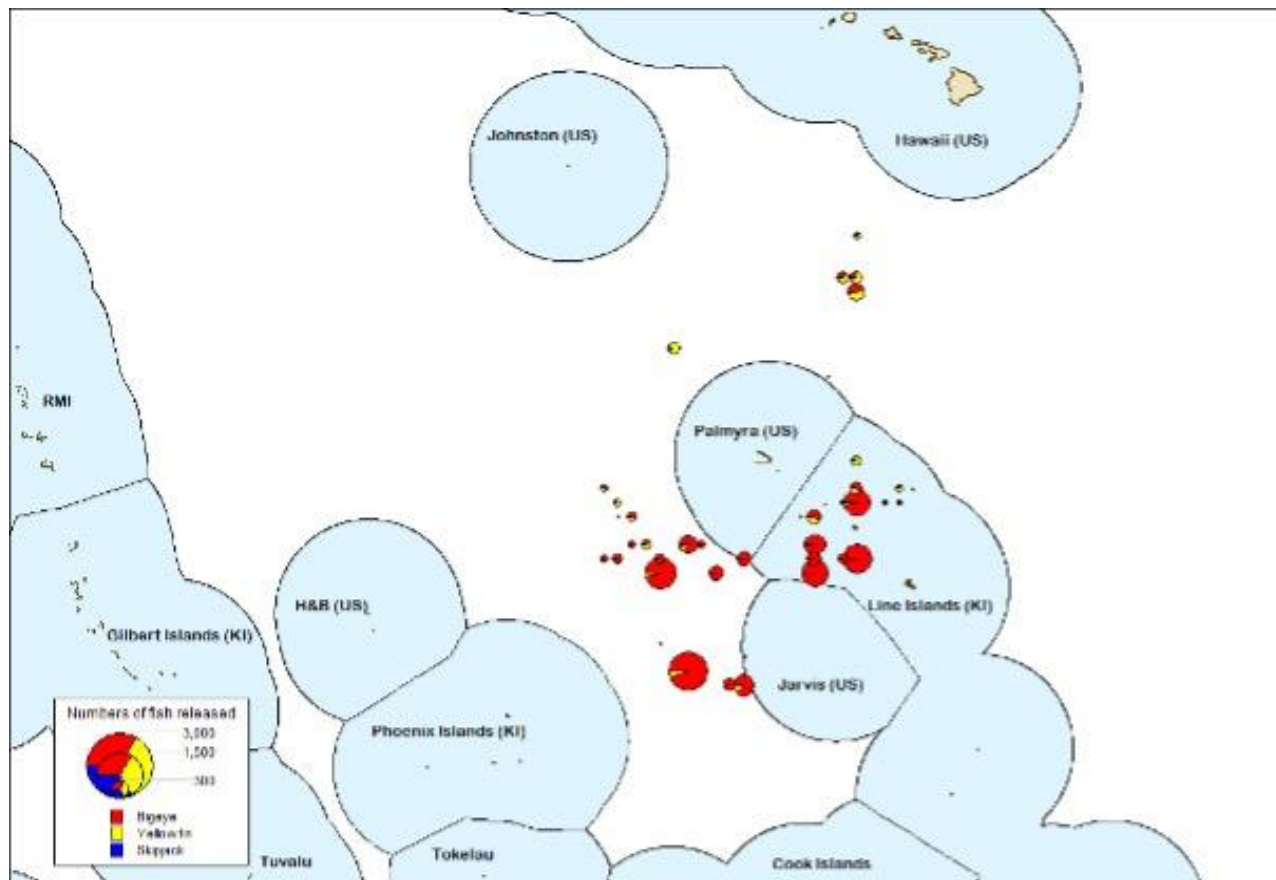 Johnston (US)
Hawaii (US)
RMI
Palmyra (US)
H&B (US)
Line Islands (KI)
Gilbert Islands (KI)
Jarvis (US)
Phoenix Islands (KI)
Numbers of fish released
3,000
1,500
300
Bigeye
Yellowfin
Skipjack
Tuvalu
Tokelau
Cook Islands